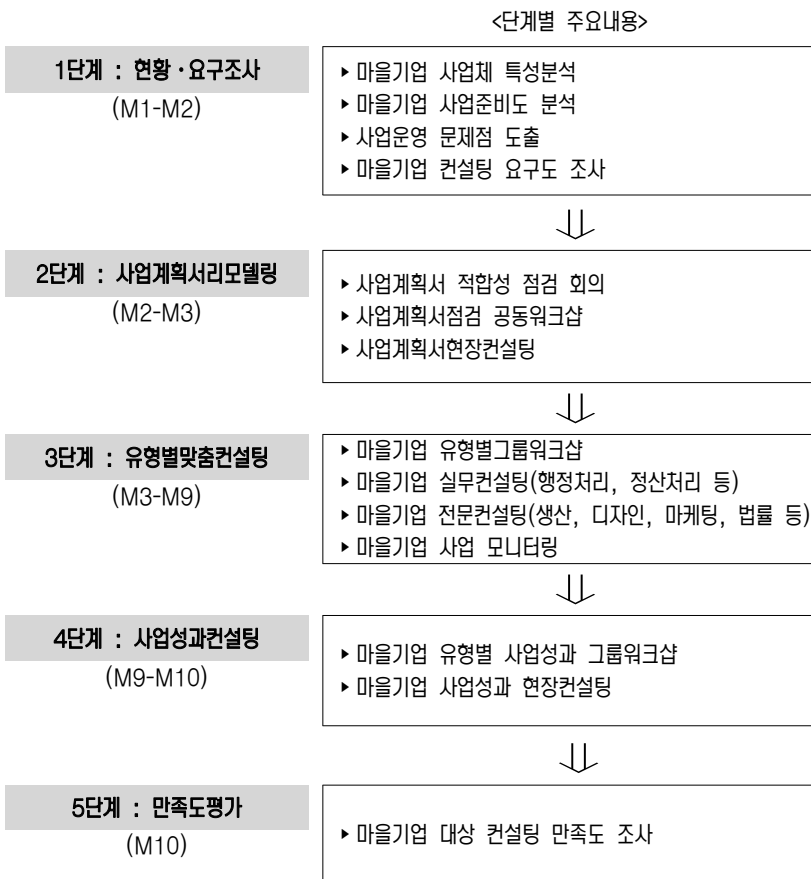 <단계별 주요내용>
1단계 : 현황·요구조사
(M1-M2)
▸마을기업 사업체 특성분석
▸마을기업 사업준비도 분석
▸사업운영 문제점 도출
▸마을기업 컨설팅 요구도 조사
2단계 : 사업계획서리모델링
(M2-M3)
▸사업계획서 적합성 점검 회의
▸사업계획서점검 공동워크샵
▸사업계획서현장컨설팅
3단계 : 유형별맞춤컨설팅
(M3-M9)
▸마을기업 유형별그룹워크샵
▸마을기업 실무컨설팅(행정처리, 정산처리 등)
▸마을기업 전문컨설팅(생산, 디자인, 마케팅, 법률 등)
▸마을기업 사업 모니터링
4단계 : 사업성과컨설팅
(M9-M10)
▸마을기업 유형별 사업성과 그룹워크샵
▸마을기업 사업성과 현장컨설팅
5단계 : 만족도평가
(M10)
▸마을기업 대상 컨설팅 만족도 조사